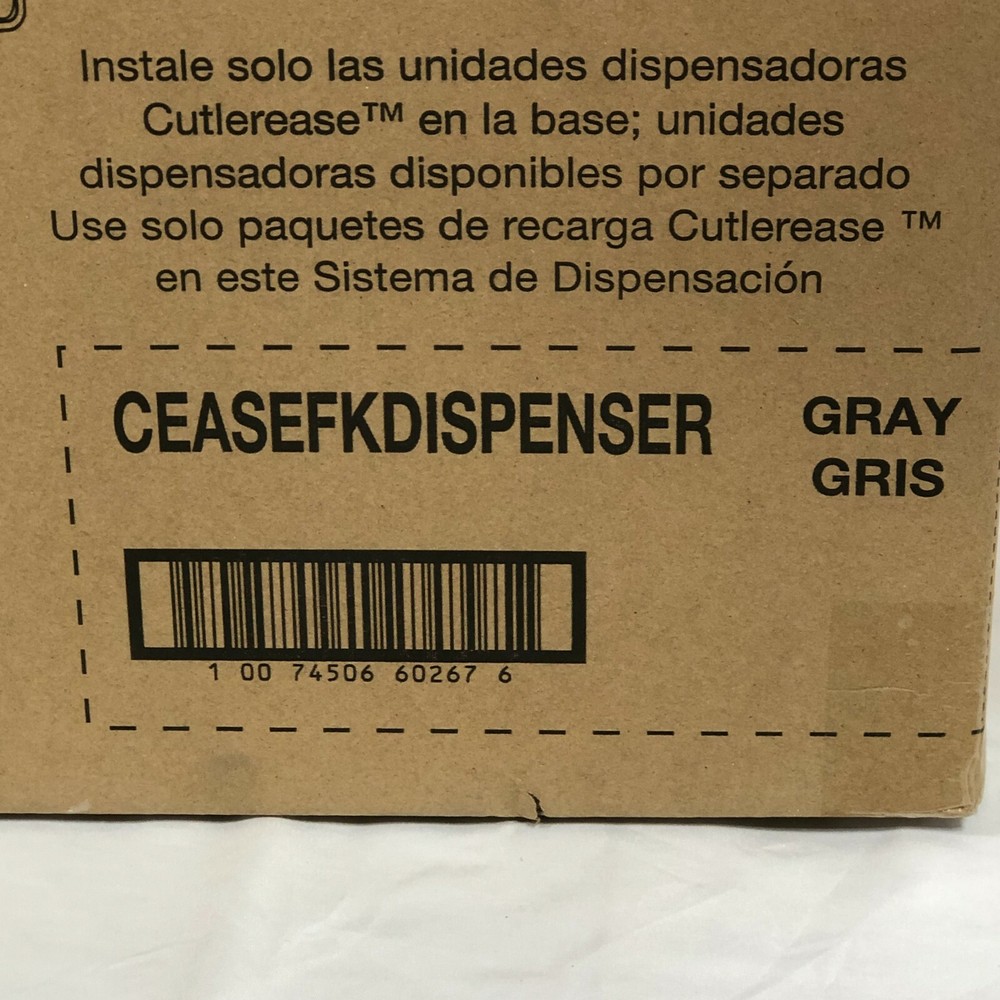 Instale solo las unidades dispensadoras
Cutlerease™ en la base; unidades
dispensadoras disponibles por separado
Use solo paquetes de recarga Cutlerease ™
en este Sistema de Dispensación
CEASEFKDISPENSER
GRAY
GRIS
1 00 74506 60267 6